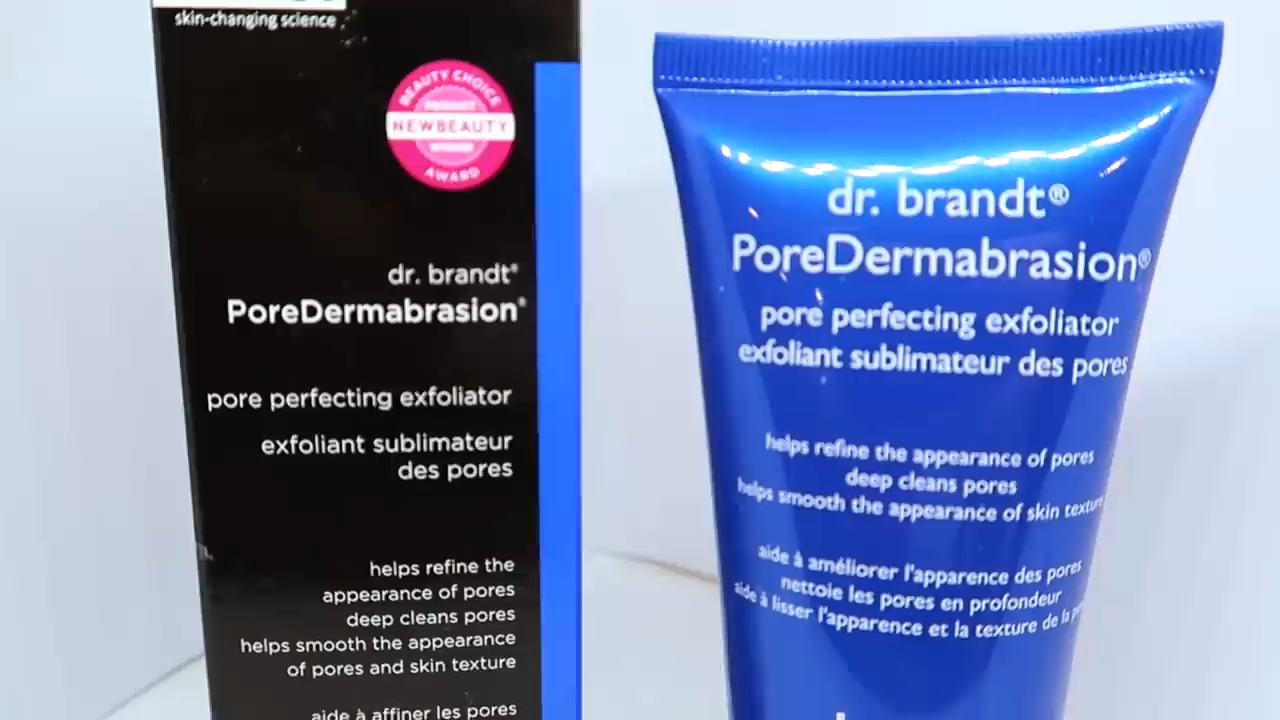 skin-changing science
BEAUTY CHOICE
NEWBEAUTY
AWARD
dr. brandt®
PoreDermabrasion®
pore perfecting exfoliator
exfoliant sublimateur
des pores
helps refine the
appearance of pores
deep cleans pores
helps smooth the appearance
of pores and skin texture
aide à affiner les pores
dr. brandt®
PoreDermabrasion®
pore perfecting exfoliator
exfoliant sublimateur des pores
helps refine the appearance of pores
deep cleans pores
helps smooth the appearance of skin texture
aide à améliorer l'apparence des pores
nettoie les pores en profondeur
aide à lisser l'apparence et la texture de la